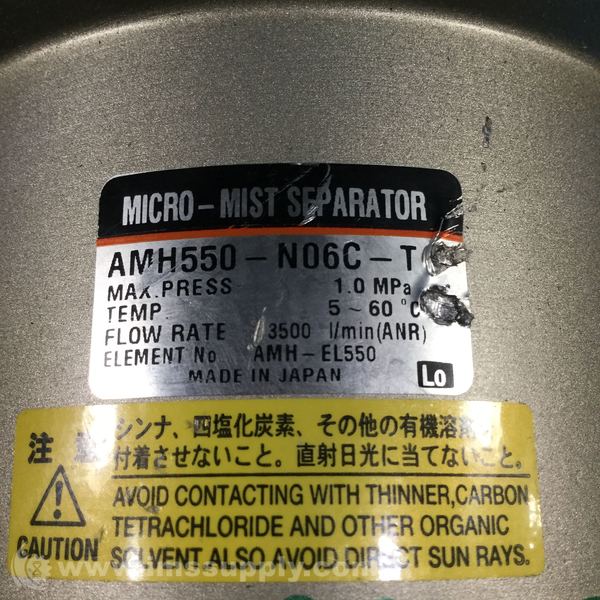 MICRO-MIST SEPARATOR
AMH550-N06C-T
MAX.PRESS 1.0 MPa
TEMP 5~60°C
FLOW RATE 3500 l/min(ANR)
ELEMENT No AMH-EL550
MADE IN JAPAN Lo
注
シンナ、四塩化炭素、その他の有機溶剤
付着させないこと。直射日光に当てないこと。
CAUTION
AVOID CONTACTING WITH THINNER,CARBON
TETRACHLORIDE AND OTHER ORGANIC
SOLVENT.ALSO AVOID DIRECT SUN RAYS.